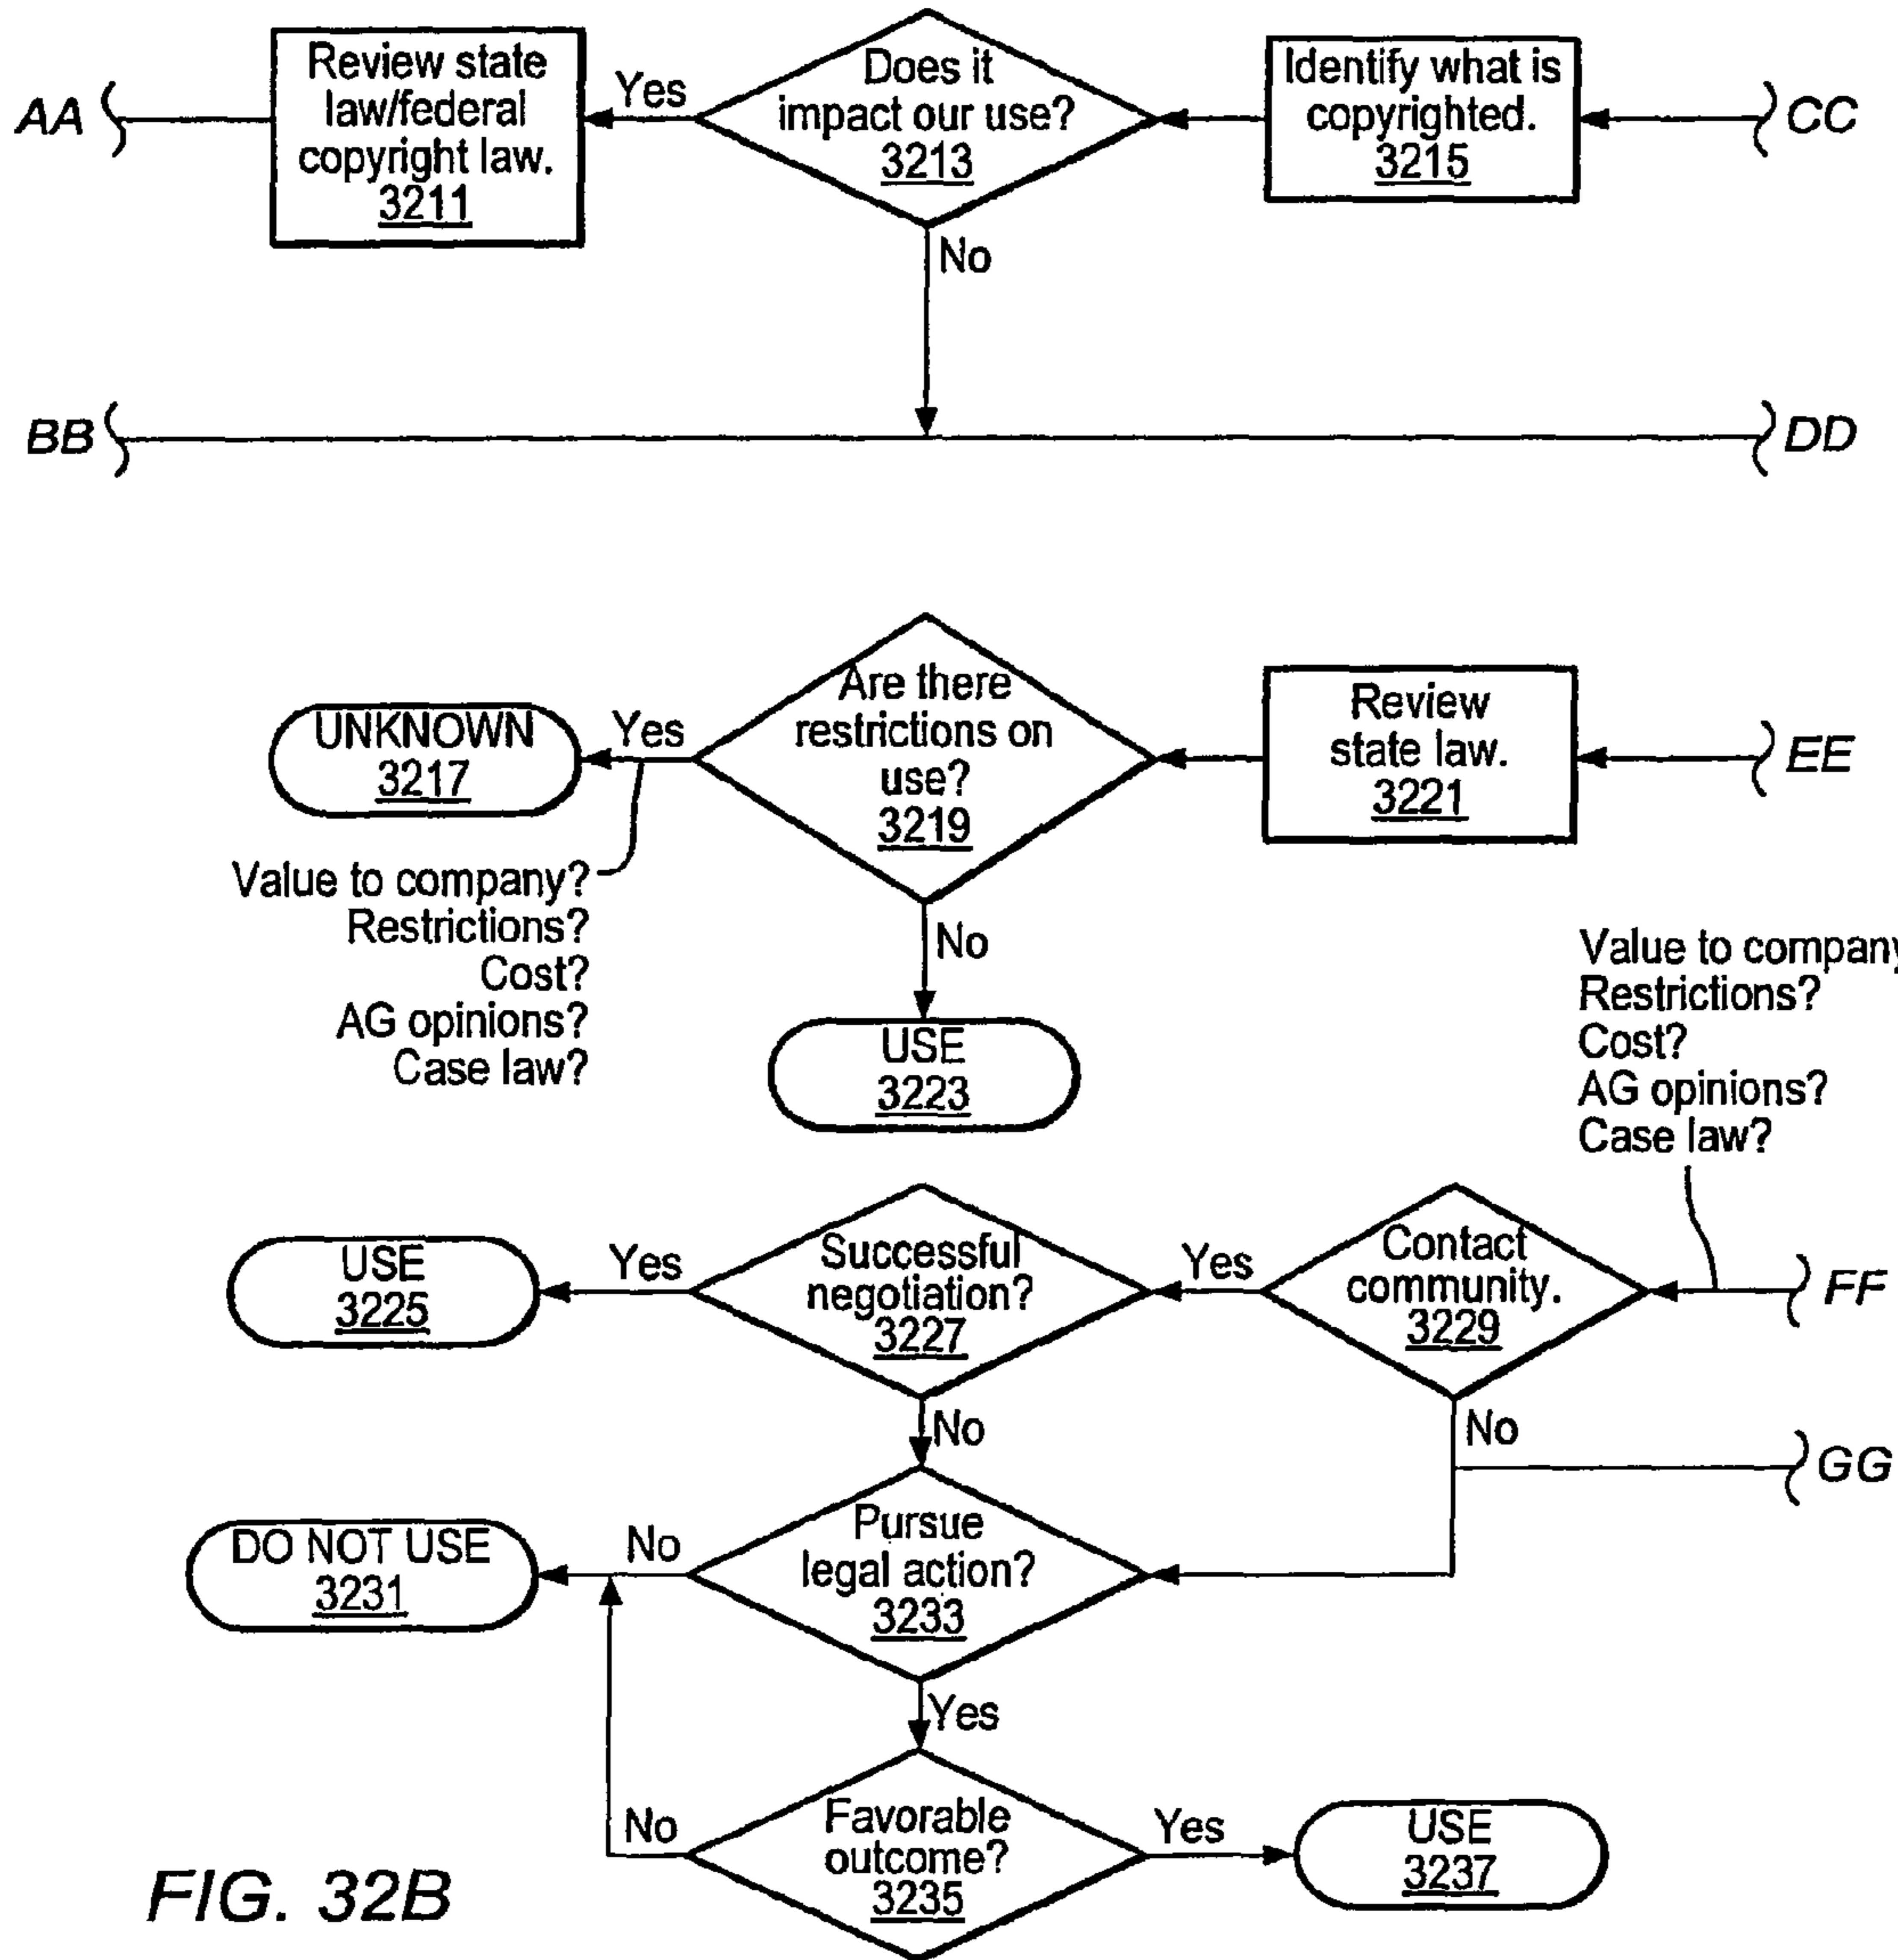 AA
Review state
law/federal
copyright law.
3211
Yes
Does it
impact our use?
3213
Identify what is
copyrighted.
3215
CC
No
BB
DD
UNKNOWN
3217
Yes
Are there
restrictions on
use?
3219
Review
state law.
3221
EE
Value to company?
Restrictions?
Cost?
AG opinions?
Case law?
No
USE
3223
Value to company
Restrictions?
Cost?
AG opinions?
Case law?
USE
3225
Yes
Successful
negotiation?
3227
Yes
Contact
community.
3229
FF
No
No
GG
DO NOT USE
3231
No
Pursue
legal action?
3233
Yes
No
Favorable
outcome?
3235
Yes
USE
3237
FIG. 32B